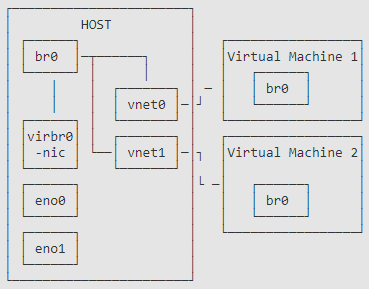 HOST
br0
Virtual Machine 1
br0
vnet0
virbr0
-nic
vnet1
Virtual Machine 2
eno0
br0
eno1